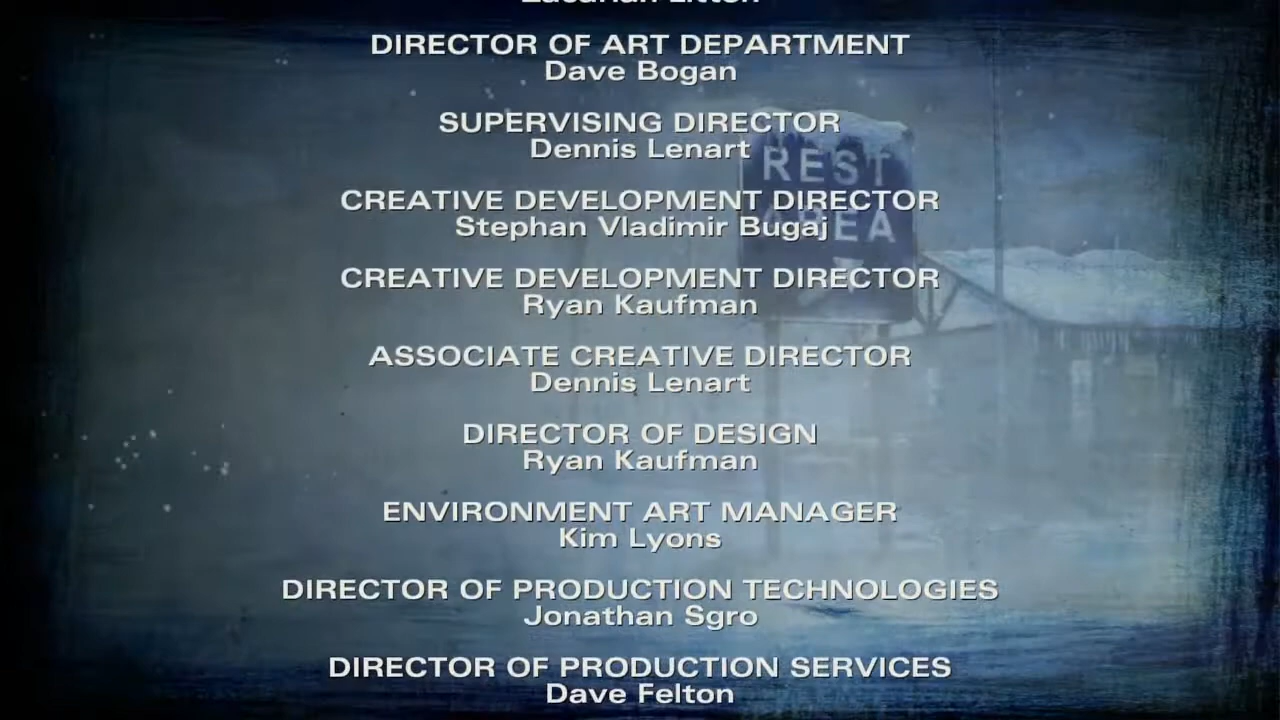 DIRECTOR OF ART DEPARTMENT
Dave Bogan
SUPERVISING DIRECTOR
Dennis Lenart
REST
AREA
CREATIVE DEVELOPMENT DIRECTOR
Stephan Vladimir Bugaj
CREATIVE DEVELOPMENT DIRECTOR
Ryan Kaufman
ASSOCIATE CREATIVE DIRECTOR
Dennis Lenart
DIRECTOR OF DESIGN
Ryan Kaufman
ENVIRONMENT ART MANAGER
Kim Lyons
DIRECTOR OF PRODUCTION TECHNOLOGIES
Jonathan Sgro
DIRECTOR OF PRODUCTION SERVICES
Dave Felton